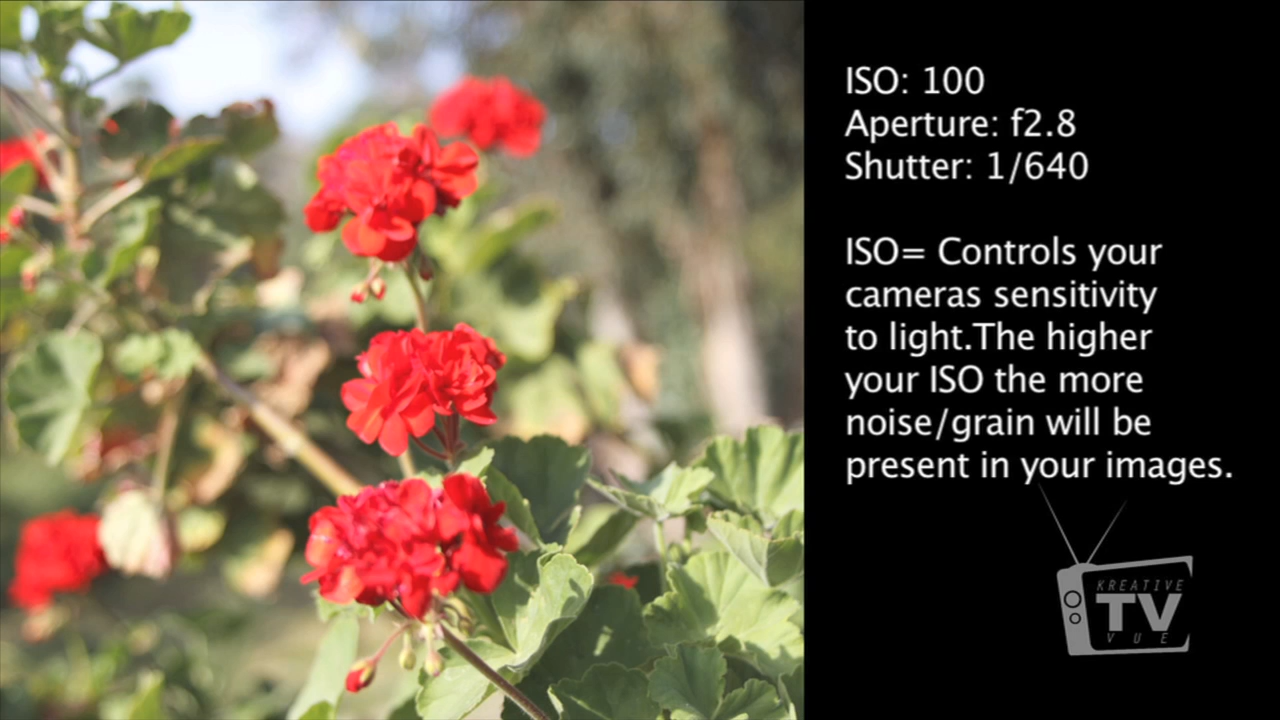 ISO: 100
Aperture: f2.8
Shutter: 1/640
ISO= Controls your
cameras sensitivity
to light.The higher
your ISO the more
noise/grain will be
present in your images.
KREATIVE
TV
VUE